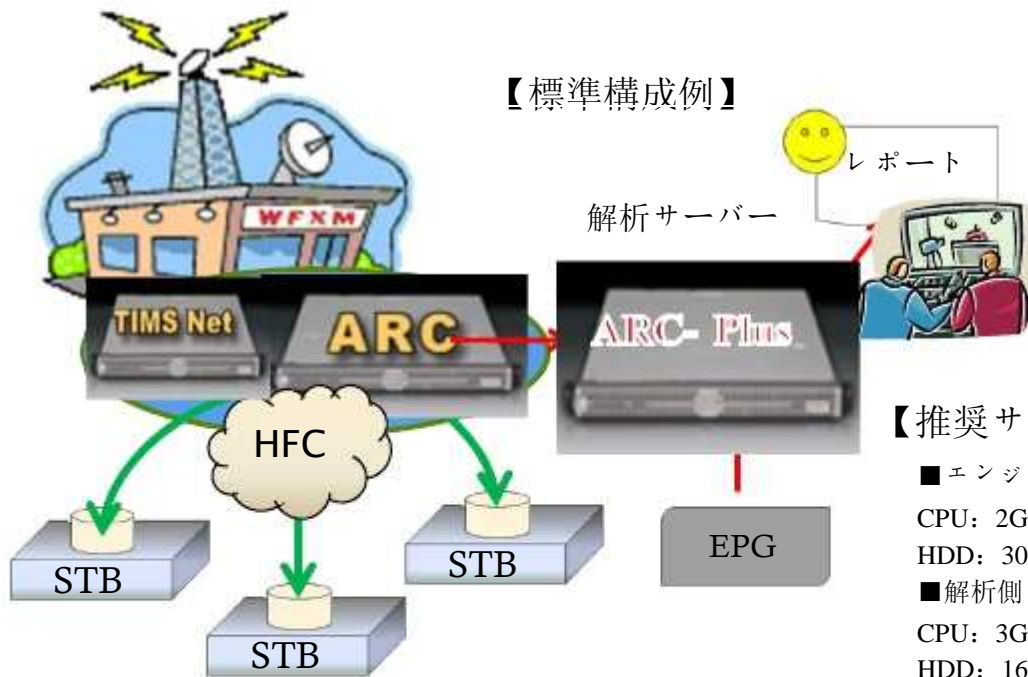 【標準構成例】
レポート
解析サーバー
WFXM
TIMS Net
ARC
ARC- Plus
HFC
STB
STB
STB
EPG
【推奨サ
■エンジ
CPU：2G
HDD：30
■解析側
CPU：3G
HDD：16